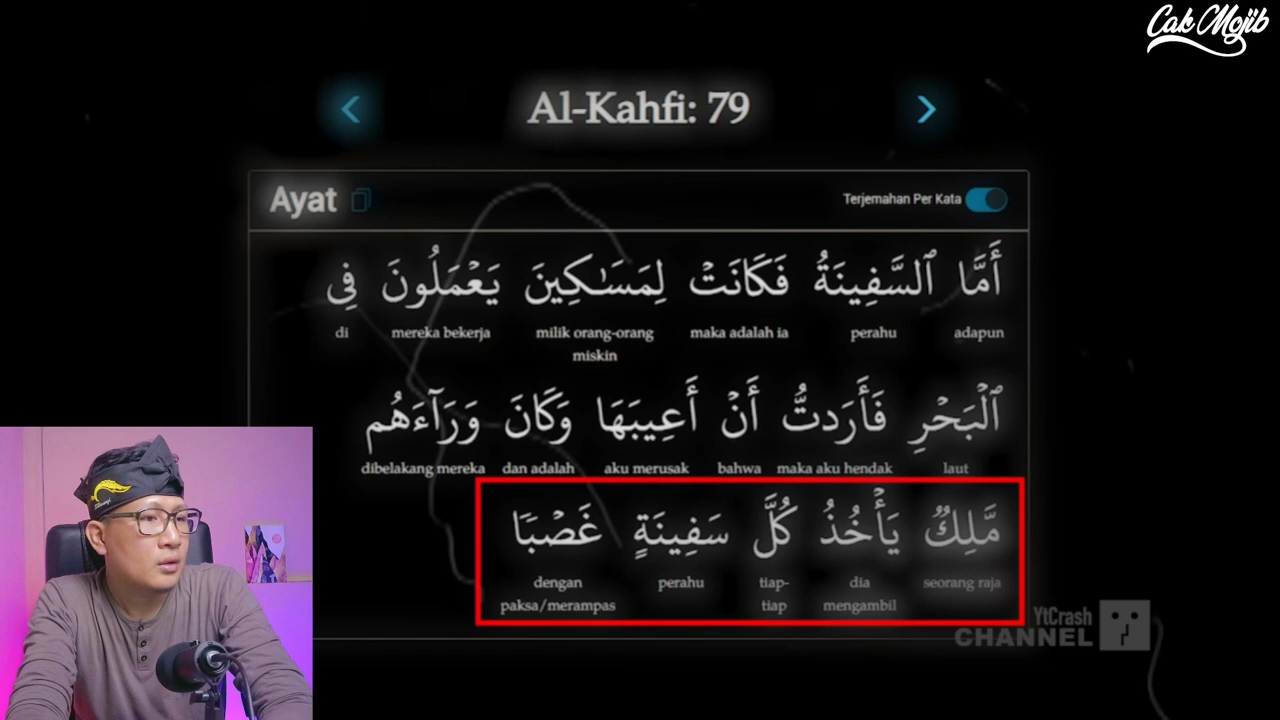 Cak Mojib
Al-Kahfi: 79
Ayat
Terjemahan Per Kata
أَمَّا ٱلسَّفِينَةُ فَكَانَتْ لِمَسَـٰكِينَ يَعْمَلُونَ فِى
adapun perahu maka adalah ia milik orang-orang miskin mereka bekerja di
ٱلْبَحْرِ فَأَرَدتُّ أَنْ أَعِيبَهَا وَكَانَ وَرَآءَهُم
laut maka aku hendak bahwa aku merusak dan adalah dibelakang mereka
مَّلِكٌ يَأْخُذُ كُلَّ سَفِينَةٍ غَصْبًا
seorang raja dia mengambil tiap-tiap perahu dengan paksa/merampas
YtCrash
CHANNEL